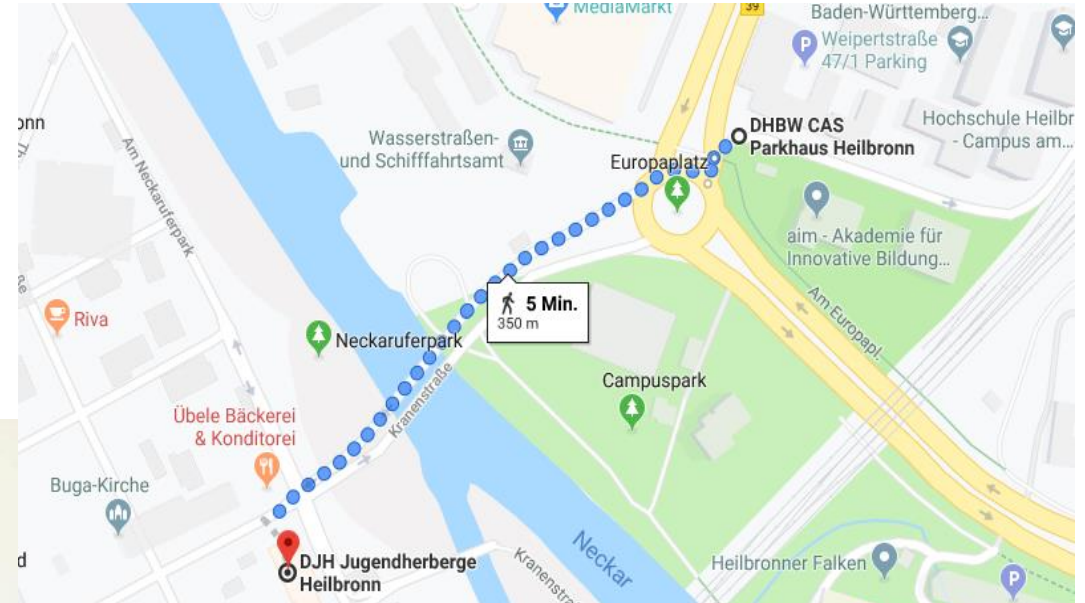 MediaMarkt
39
Baden-Württemberg...
Weipertstraße
47/1 Parking
P
DHBW CAS
Parkhaus Heilbronn
Hochschule Heilbr
- Campus am...
onn
Am Neckaruferpark
Wasserstraßen-
und Schifffahrtsamt
Europaplatz
aim - Akademie für
Innovative Bildung...
Am Europapl.
5 Min.
350 m
Riva
Neckaruferpark
Kranenstraße
Campuspark
Übele Bäckerei
& Konditorei
Buga-Kirche
d
DJH Jugendherberge
Heilbronn
Kranenstra
Neckar
Heilbronner Falken
P